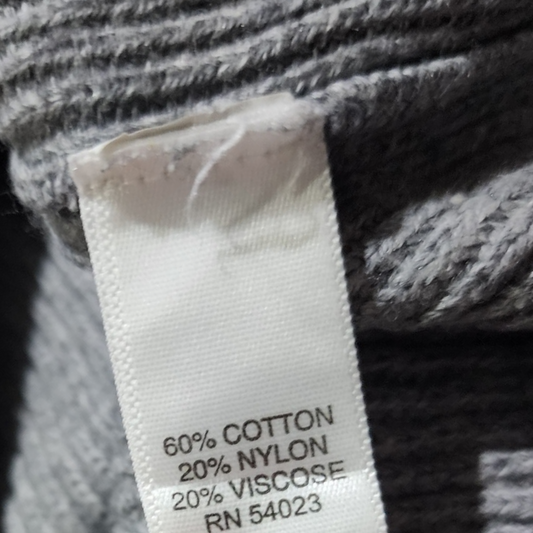 60% COTTON
20% NYLON
20% VISCOSE
RN 54023